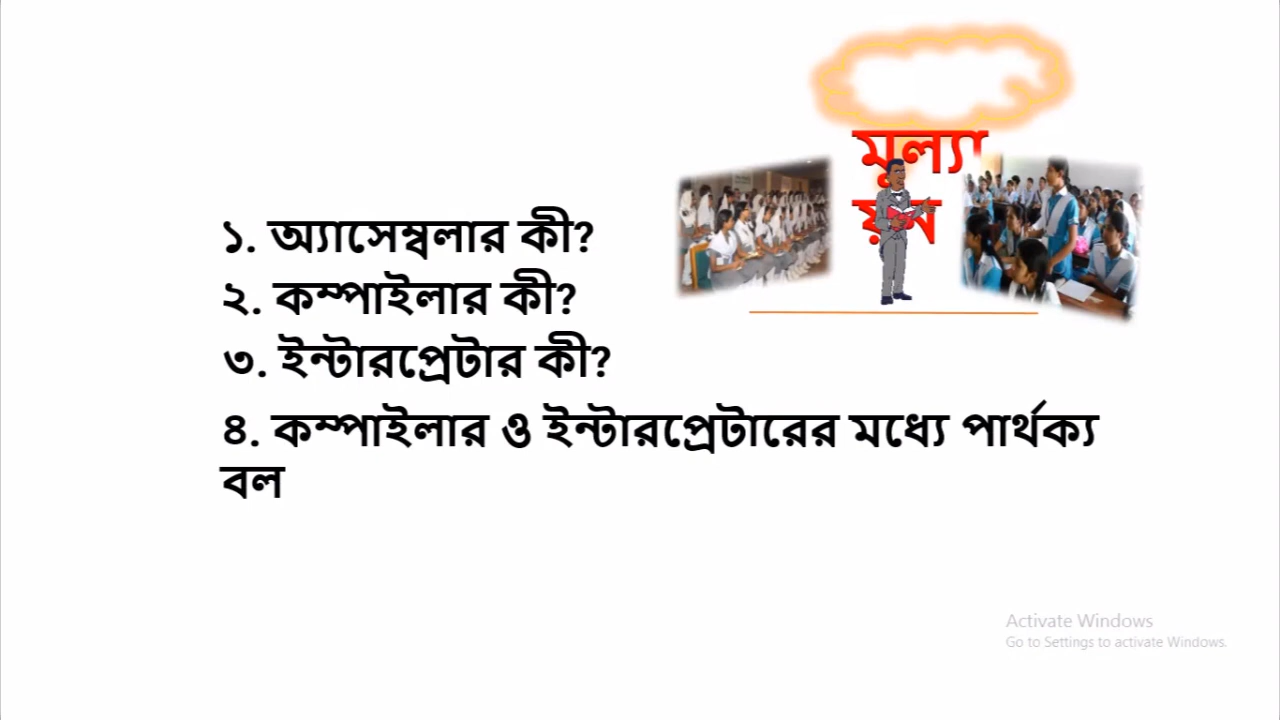 মূল্যা
য়ন
১. অ্যাসেম্বলার কী?
২. কম্পাইলার কী?
৩. ইন্টারপ্রেটার কী?
৪. কম্পাইলার ও ইন্টারপ্রেটারের মধ্যে পার্থক্য
বল
Activate Windows
Go to Settings to activate Windows.